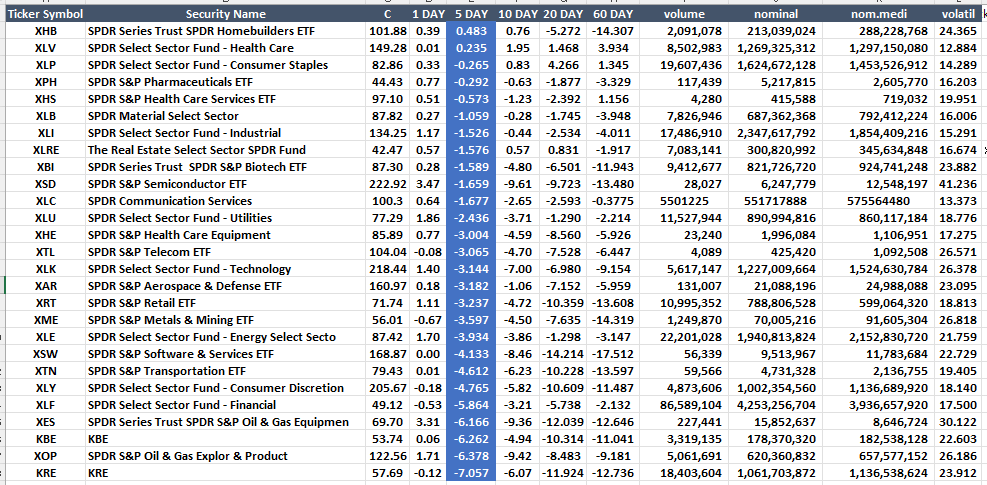 Ticker Symbol Security Name C 1 DAY 5 DAY 10 DAY 20 DAY 60 DAY volume nominal nom.medi volatil
XHB SPDR Series Trust SPDR Homebuilders ETF 101.88 0.39 0.483 0.76 -5.272 -14.307 2,091,078 213,039,024 288,228,768 24.365
XLV SPDR Select Sector Fund - Health Care 149.28 0.01 0.235 1.95 1.468 3.934 8,502,983 1,269,325,312 1,297,150,080 12.884
XLP SPDR Select Sector Fund - Consumer Staples 82.86 0.33 -0.265 0.83 4.266 1.345 19,607,436 1,624,672,128 1,453,526,912 14.289
XPH SPDR S&P Pharmaceuticals ETF 44.43 0.77 -0.292 -0.63 -1.877 -3.329 117,439 5,217,815 2,605,770 16.203
XHS SPDR S&P Health Care Services ETF 97.10 0.51 -0.573 -1.23 -2.392 1.156 4,280 415,588 719,032 19.951
XLB SPDR Material Select Sector 87.82 0.27 -1.059 -0.28 -1.745 -3.948 7,826,946 687,362,368 792,412,224 16.006
XLI SPDR Select Sector Fund - Industrial 134.25 1.17 -1.526 -0.44 -2.534 -4.011 17,486,910 2,347,617,792 1,854,409,216 15.291
XLRE The Real Estate Select Sector SPDR Fund 42.47 0.57 -1.576 0.57 0.831 -1.917 7,083,141 300,820,992 345,634,848 16.674
XBI SPDR Series Trust SPDR S&P Biotech ETF 87.30 0.28 -1.589 -4.80 -6.501 -11.943 9,412,677 821,726,720 924,741,248 23.882
XSD SPDR S&P Semiconductor ETF 222.92 3.47 -1.659 -9.61 -9.723 -13.480 28,027 6,247,779 12,548,197 41.236
XLC SPDR Communication Services 100.3 0.64 -1.677 -2.65 -2.593 -0.3775 5501225 551717888 575564480 13.373
XLU SPDR Select Sector Fund - Utilities 77.29 1.86 -2.436 -3.71 -1.290 -2.214 11,527,944 890,994,816 860,117,184 18.776
XHE SPDR S&P Health Care Equipment 85.89 0.77 -3.004 -4.59 -8.560 -5.926 23,240 1,996,084 1,106,951 17.275
XTL SPDR S&P Telecom ETF 104.04 -0.08 -3.065 -4.70 -7.528 -6.447 4,089 425,420 1,092,508 26.571
XLK SPDR Select Sector Fund - Technology 218.44 1.40 -3.144 -7.00 -6.980 -9.154 5,617,147 1,227,009,664 1,524,630,784 26.378
XAR SPDR S&P Aerospace & Defense ETF 160.97 0.18 -3.182 -1.06 -7.152 -5.959 131,007 21,088,196 24,988,088 23.095
XRT SPDR S&P Retail ETF 71.74 1.11 -3.237 -4.72 -10.359 -13.608 10,995,352 788,806,528 599,064,320 18.813
XME SPDR S&P Metals & Mining ETF 56.01 -0.67 -3.597 -4.50 -7.635 -14.319 1,249,870 70,005,216 91,605,304 26.818
XLE SPDR Select Sector Fund - Energy Select Secto 87.42 1.70 -3.934 -3.86 -1.298 -3.147 22,201,028 1,940,813,824 2,152,830,720 21.759
XSW SPDR S&P Software & Services ETF 168.87 0.00 -4.133 -8.46 -14.214 -17.512 56,339 9,513,967 11,783,684 22.729
XTN SPDR S&P Transportation ETF 79.43 0.01 -4.612 -6.23 -10.228 -13.597 59,566 4,731,328 2,136,755 19.405
XLY SPDR Select Sector Fund - Consumer Discretion 205.67 -0.18 -4.765 -5.82 -10.609 -11.487 4,873,606 1,002,354,560 1,136,689,920 18.140
XLF SPDR Select Sector Fund - Financial 49.12 -0.53 -5.864 -3.21 -5.738 -2.132 86,589,104 4,253,256,704 3,936,657,920 17.500
XES SPDR Series Trust SPDR S&P Oil & Gas Equipmen 69.70 3.31 -6.166 -9.36 -12.039 -12.646 227,441 15,852,637 8,646,724 30.122
KBE KBE 53.74 0.06 -6.262 -4.94 -10.314 -11.041 3,319,135 178,370,320 182,538,128 22.603
XOP SPDR S&P Oil & Gas Explor & Product 122.56 1.71 -6.378 -9.42 -8.483 -9.181 5,061,691 620,360,832 657,577,152 26.186
KRE KRE 57.69 -0.12 -7.057 -6.07 -11.924 -12.736 18,403,604 1,061,703,872 1,136,538,624 23.912